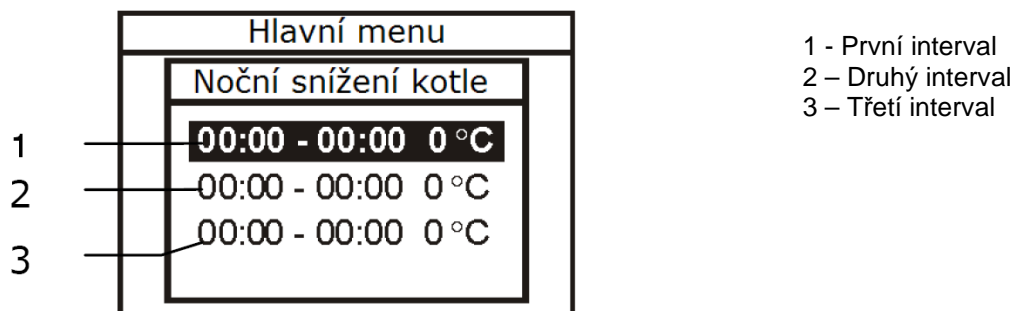 Hlavní menu
Noční snížení kotle
1 00:00 - 00:00 0 °C
2 00:00 - 00:00 0 °C
3 00:00 - 00:00 0 °C
1 - První interval
2 – Druhý interval
3 – Třetí interval